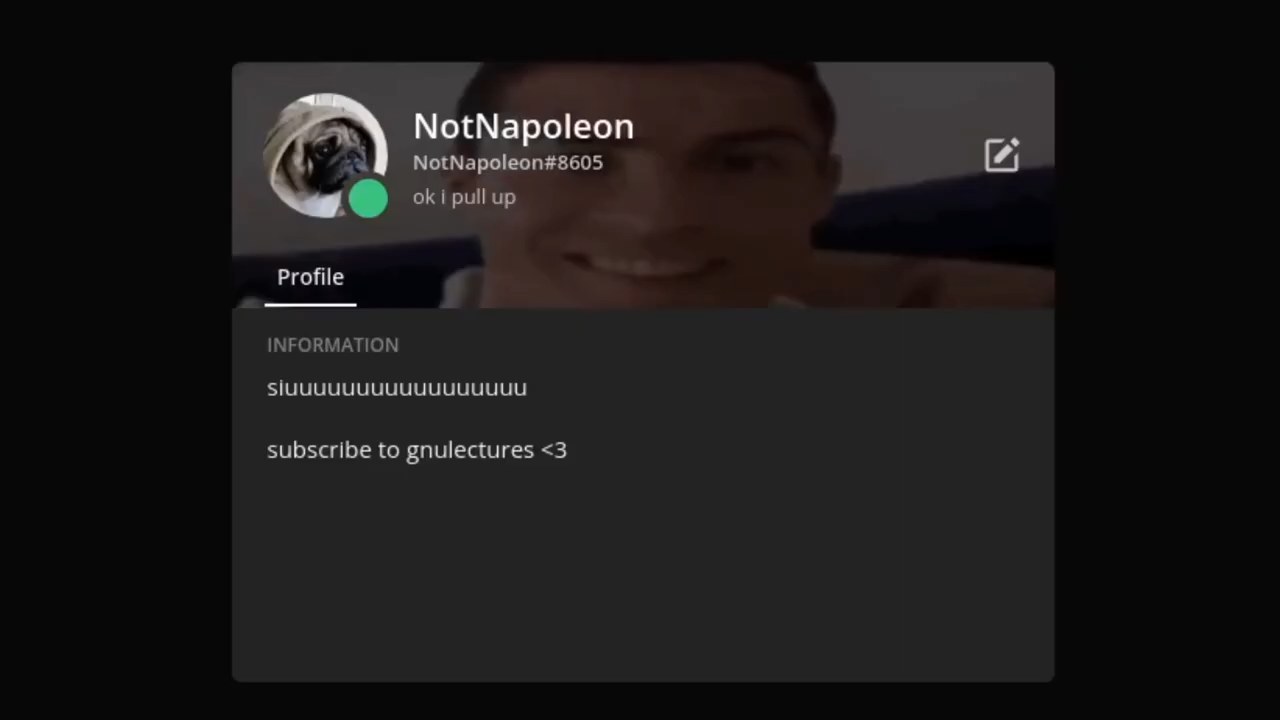 NotNapoleon
NotNapoleon#8605
ok i pull up
Profile
INFORMATION
siuuuuuuuuuuuuuuuuu
subscribe to gnulectures <3